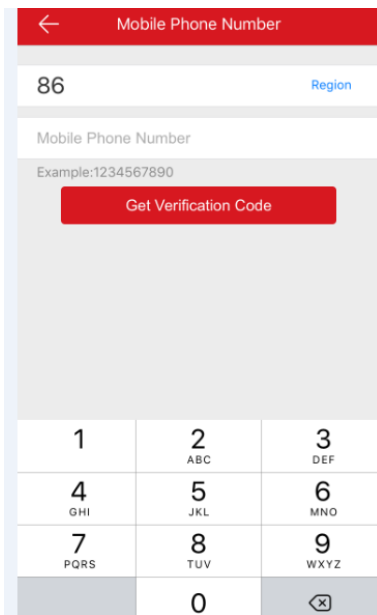 Mobile Phone Number
86 Region
Mobile Phone Number
Example:1234567890
Get Verification Code
1 2 3
ABC DEF
4 5 6
GHI JKL MNO
7 8 9
PQRS TUV WXYZ
0